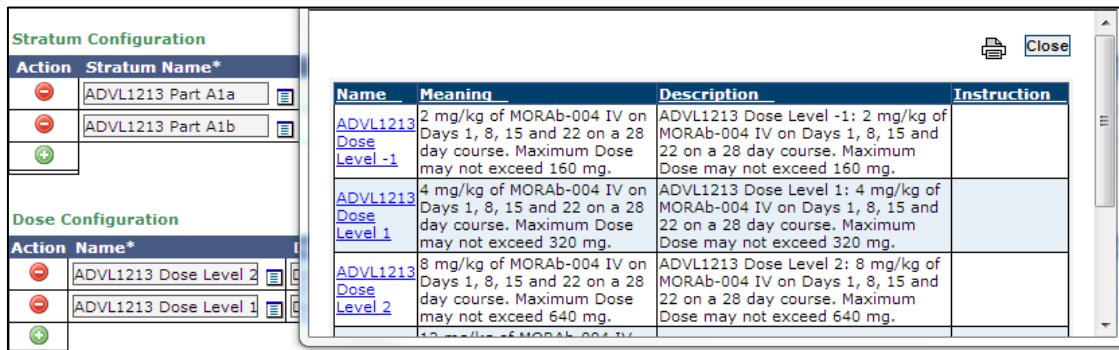 Stratum Configuration
Action Stratum Name*
ADVL1213 Part A1a
ADVL1213 Part A1b
Dose Configuration
Action Name*
ADVL1213 Dose Level 2
ADVL1213 Dose Level 1
Close
Name Meaning Description Instruction
ADVL1213
Dose
Level -1
2 mg/kg of MORAb-004 IV on
Days 1, 8, 15 and 22 on a 28
day course. Maximum Dose
may not exceed 160 mg.
ADVL1213 Dose Level -1: 2 mg/kg of
MORAb-004 IV on Days 1, 8, 15 and
22 on a 28 day course. Maximum
Dose may not exceed 160 mg.
ADVL1213
Dose
Level 1
4 mg/kg of MORAb-004 IV on
Days 1, 8, 15 and 22 on a 28
day course. Maximum Dose
may not exceed 320 mg.
ADVL1213 Dose Level 1: 4 mg/kg of
MORAb-004 IV on Days 1, 8, 15 and
22 on a 28 day course. Maximum
Dose may not exceed 320 mg.
ADVL1213
Dose
Level 2
8 mg/kg of MORAb-004 IV on
Days 1, 8, 15 and 22 on a 28
day course. Maximum Dose
may not exceed 640 mg.
ADVL1213 Dose Level 2: 8 mg/kg of
MORAb-004 IV on Days 1, 8, 15 and
22 on a 28 day course. Maximum
Dose may not exceed 640 mg.